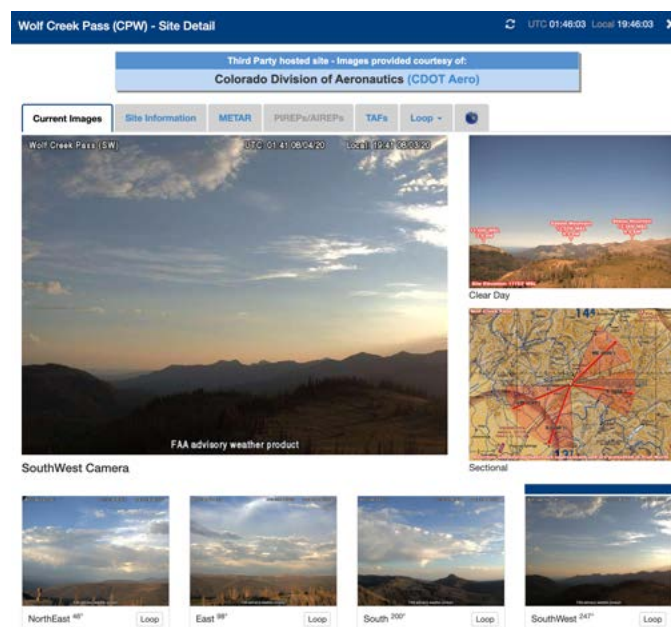 Wolf Creek Pass (CPW) - Site Detail
UTC 01:46:03 Local 19:46:03
Third Party hosted site - Images provided courtesy of:
Colorado Division of Aeronautics (CDOT Aero)
Current Images
Site Information
METAR
PIREPs/AIREPs
TAFs
Loop
Wolf Creek Pass (SW) UTC: 01:41 06/04/20 Local: 19:41 06/03/20
FAA advisory weather product
SouthWest Camera
Clear Day
Sectional
NorthEast 46°
Loop
East 98°
Loop
South 200°
Loop
SouthWest 247°
Loop